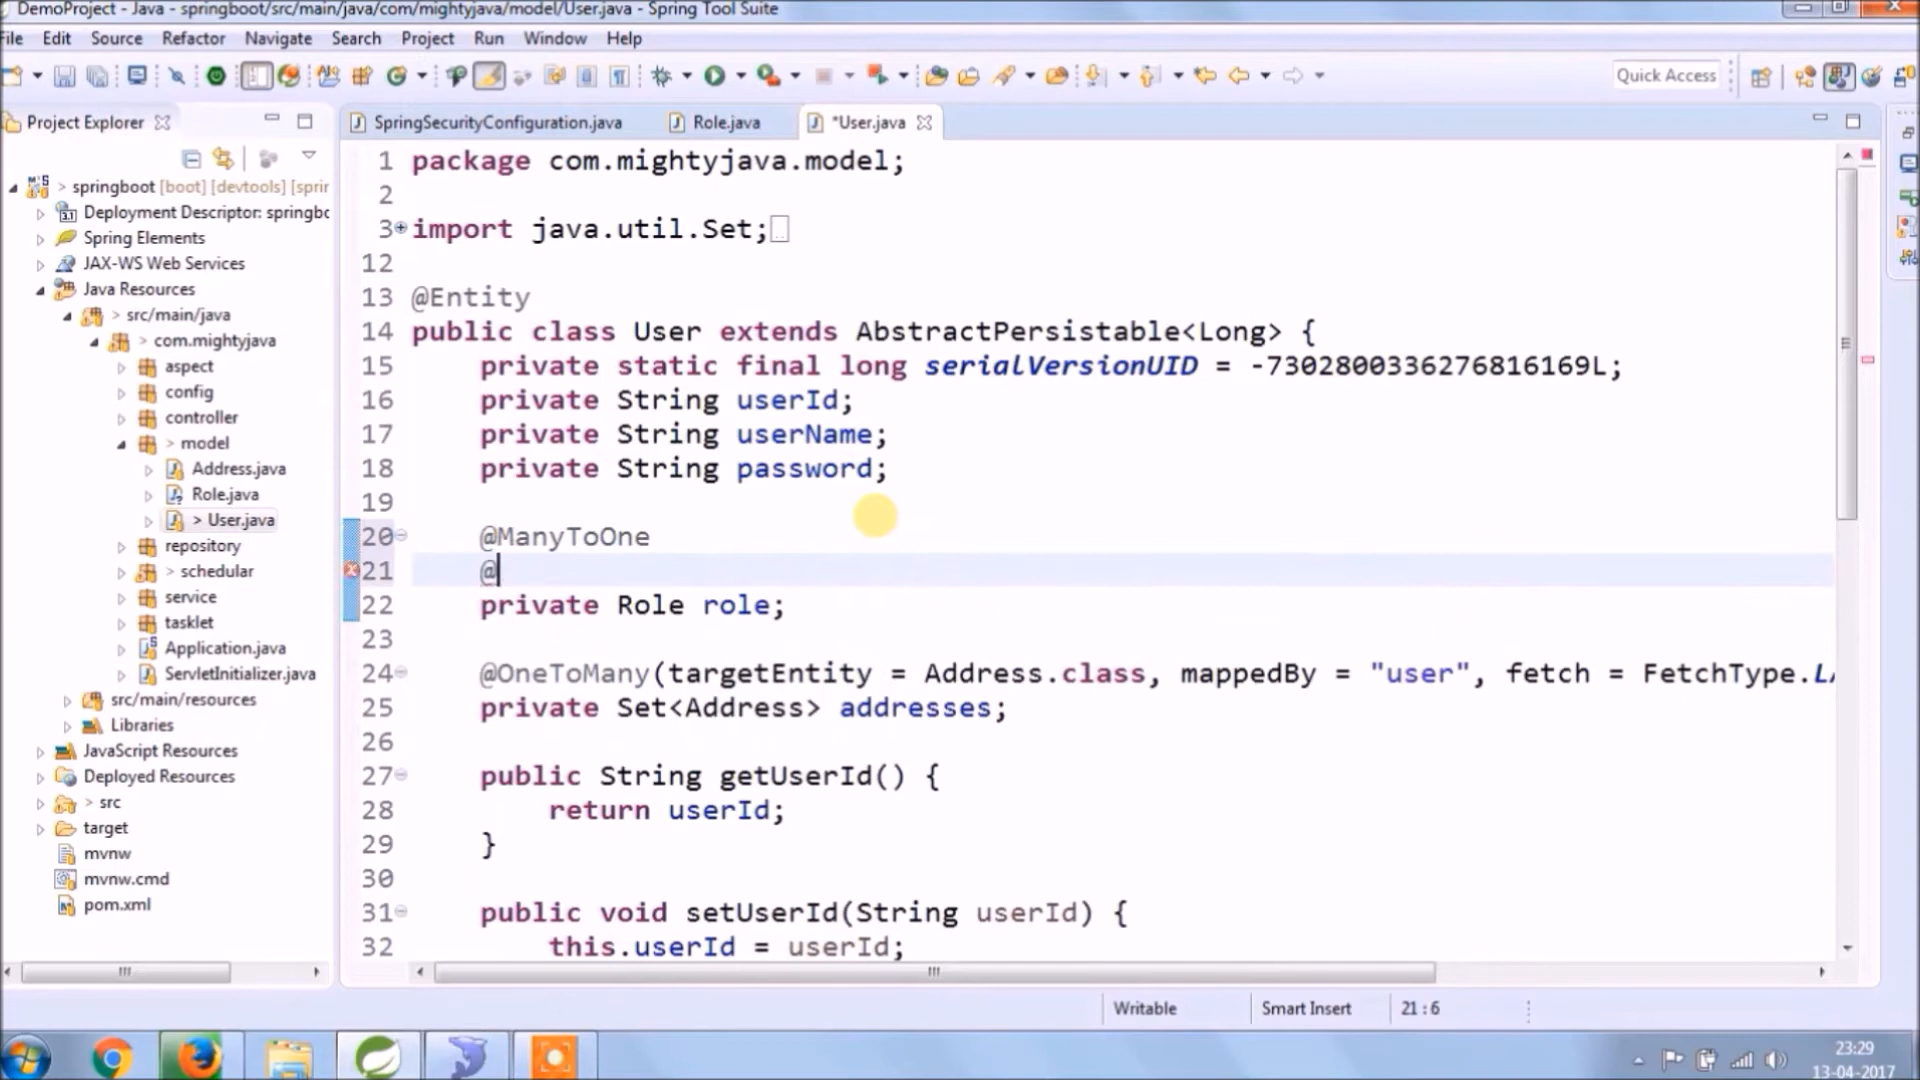 DemoProject - Java - springboot/src/main/java/com/mightyjava/model/User.java - Spring Tool Suite
File Edit Source Refactor Navigate Search Project Run Window Help
Quick Access
Project Explorer
SpringSecurityConfiguration.java
Role.java
*User.java
> springboot [boot] [devtools] [sprir
Deployment Descriptor: springbo
Spring Elements
JAX-WS Web Services
Java Resources
> src/main/java
> com.mightyjava
aspect
config
controller
> model
Address.java
Role.java
> User.java
repository
> schedular
service
tasklet
Application.java
ServletInitializer.java
src/main/resources
Libraries
JavaScript Resources
Deployed Resources
> src
target
mvnw
mvnw.cmd
pom.xml
1 package com.mightyjava.model;
2
3 import java.util.Set;
12
13 @Entity
14 public class User extends AbstractPersistable<Long> {
15 private static final long serialVersionUID = -7302800336276816169L;
16 private String userId;
17 private String userName;
18 private String password;
19
20 @ManyToOne
21 @
22 private Role role;
23
24 @OneToMany(targetEntity = Address.class, mappedBy = "user", fetch = FetchType.LA
25 private Set<Address> addresses;
26
27 public String getUserId() {
28 return userId;
29 }
30
31 public void setUserId(String userId) {
32 this.userId = userId;
Writable
Smart Insert
21 : 6
23:29
13-04-2017